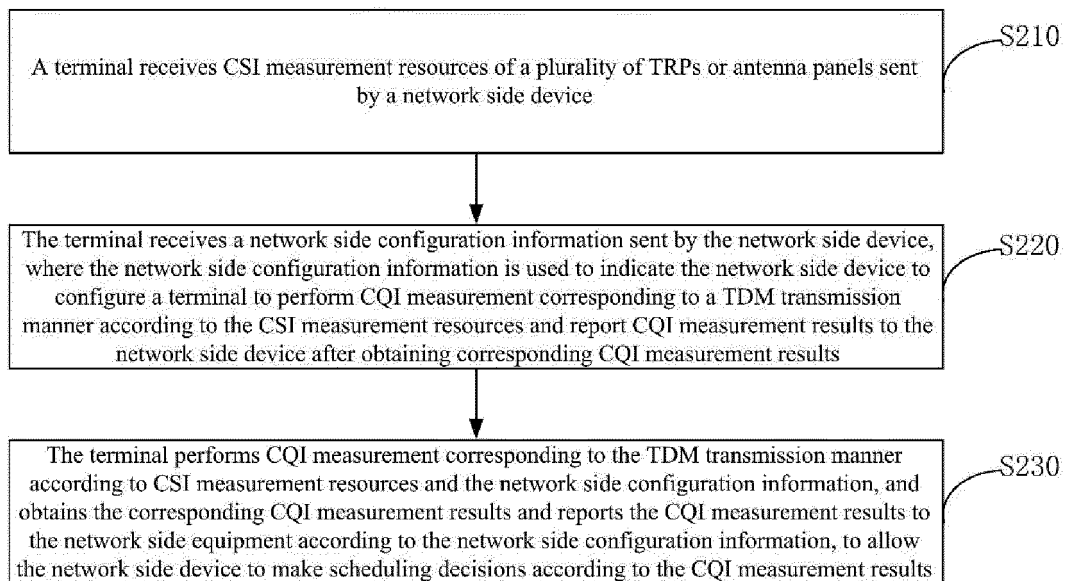 A terminal receives CSI measurement resources of a plurality of TRPs or antenna panels sent
by a network side device
S210
The terminal receives a network side configuration information sent by the network side device,
where the network side configuration information is used to indicate the network side device to
configure a terminal to perform CQI measurement corresponding to a TDM transmission
manner according to the CSI measurement resources and report CQI measurement results to the
network side device after obtaining corresponding CQI measurement results
S220
The terminal performs CQI measurement corresponding to the TDM transmission manner
according to CSI measurement resources and the network side configuration information, and
obtains the corresponding CQI measurement results and reports the CQI measurement results to
the network side equipment according to the network side configuration information, to allow
the network side device to make scheduling decisions according to the CQI measurement results
S230